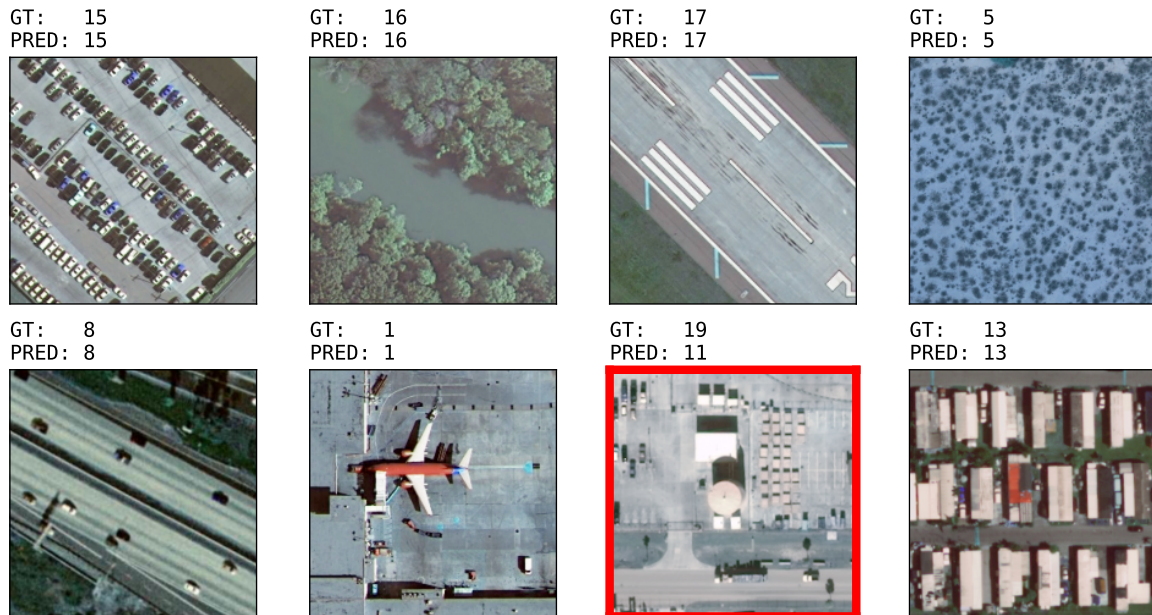 GT:   15
PRED: 15
GT:   16
PRED: 16
GT:   17
PRED: 17
GT:   5
PRED: 5
GT:   8
PRED: 8
GT:   1
PRED: 1
GT:   19
PRED: 11
GT:   13
PRED: 13